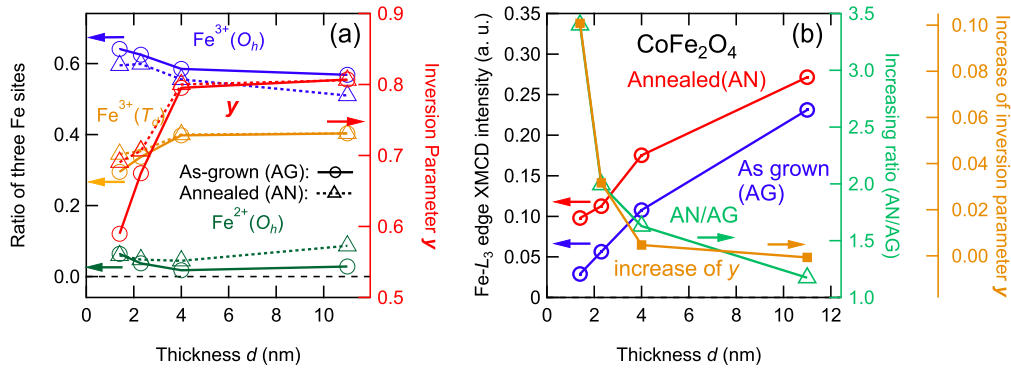 (a)
Fe3+(Oh)
Fe3+(Td)
y
As-grown (AG):
Annealed (AN):
Fe2+(Oh)
Ratio of three Fe sites
0.6
0.4
0.2
0.0
0 2 4 6 8 10
Thickness d (nm)
0.9
0.8
0.7
0.6
0.5
Inversion Parameter y
(b)
CoFe2O4
Annealed(AN)
As grown
(AG)
AN/AG
increase of y
Fe-L3 edge XMCD intensity (a. u.)
0.35
0.30
0.25
0.20
0.15
0.10
0.05
0
0 2 4 6 8 10 12
Thickness d (nm)
3.5
3.0
2.5
2.0
1.5
1.0
Increasing ratio (AN/AG)
0.10
0.08
0.06
0.04
0.02
0.00
Increase of inversion parameter y